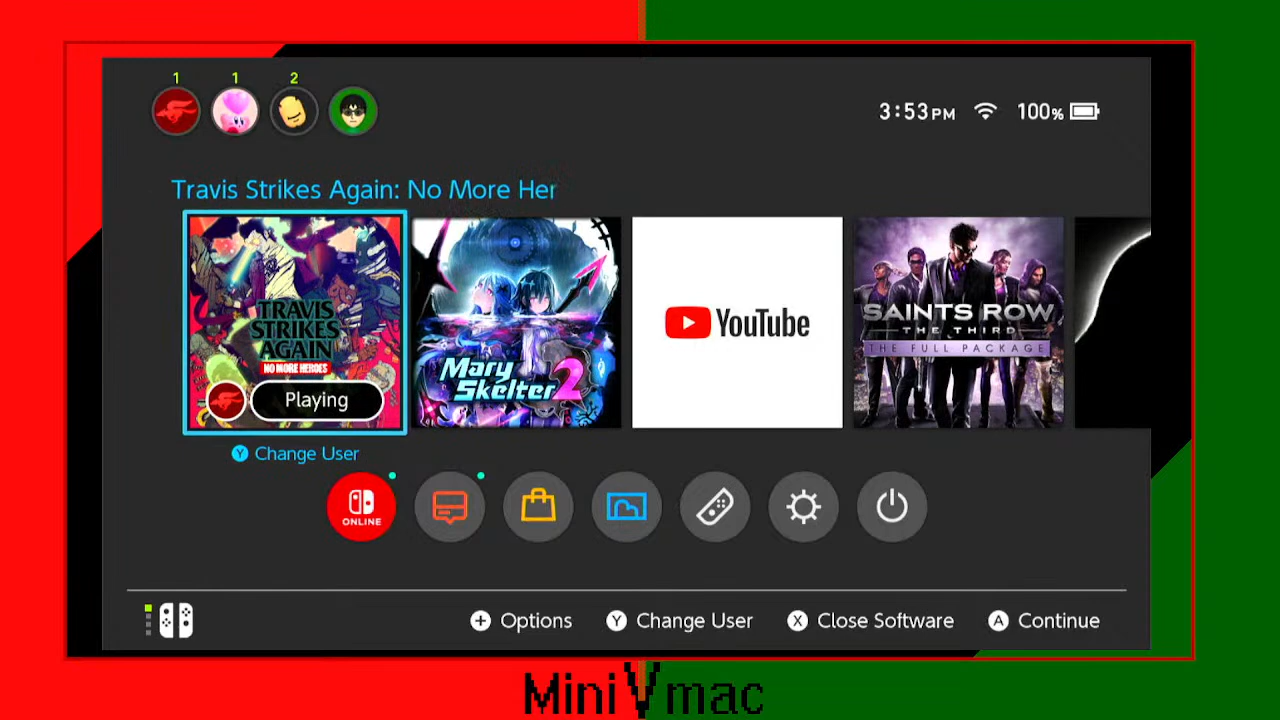 1 1 2
3:53 PM 100%
Travis Strikes Again: No More Her
TRAVIS
STRIKES
AGAIN
NO MORE HEROES
Playing
Mary
Skelter 2
YouTube
SAINTS ROW
THE THIRD
THE FULL PACKAGE
Y Change User
ONLINE
+ Options Y Change User X Close Software A Continue
Mini Vmac